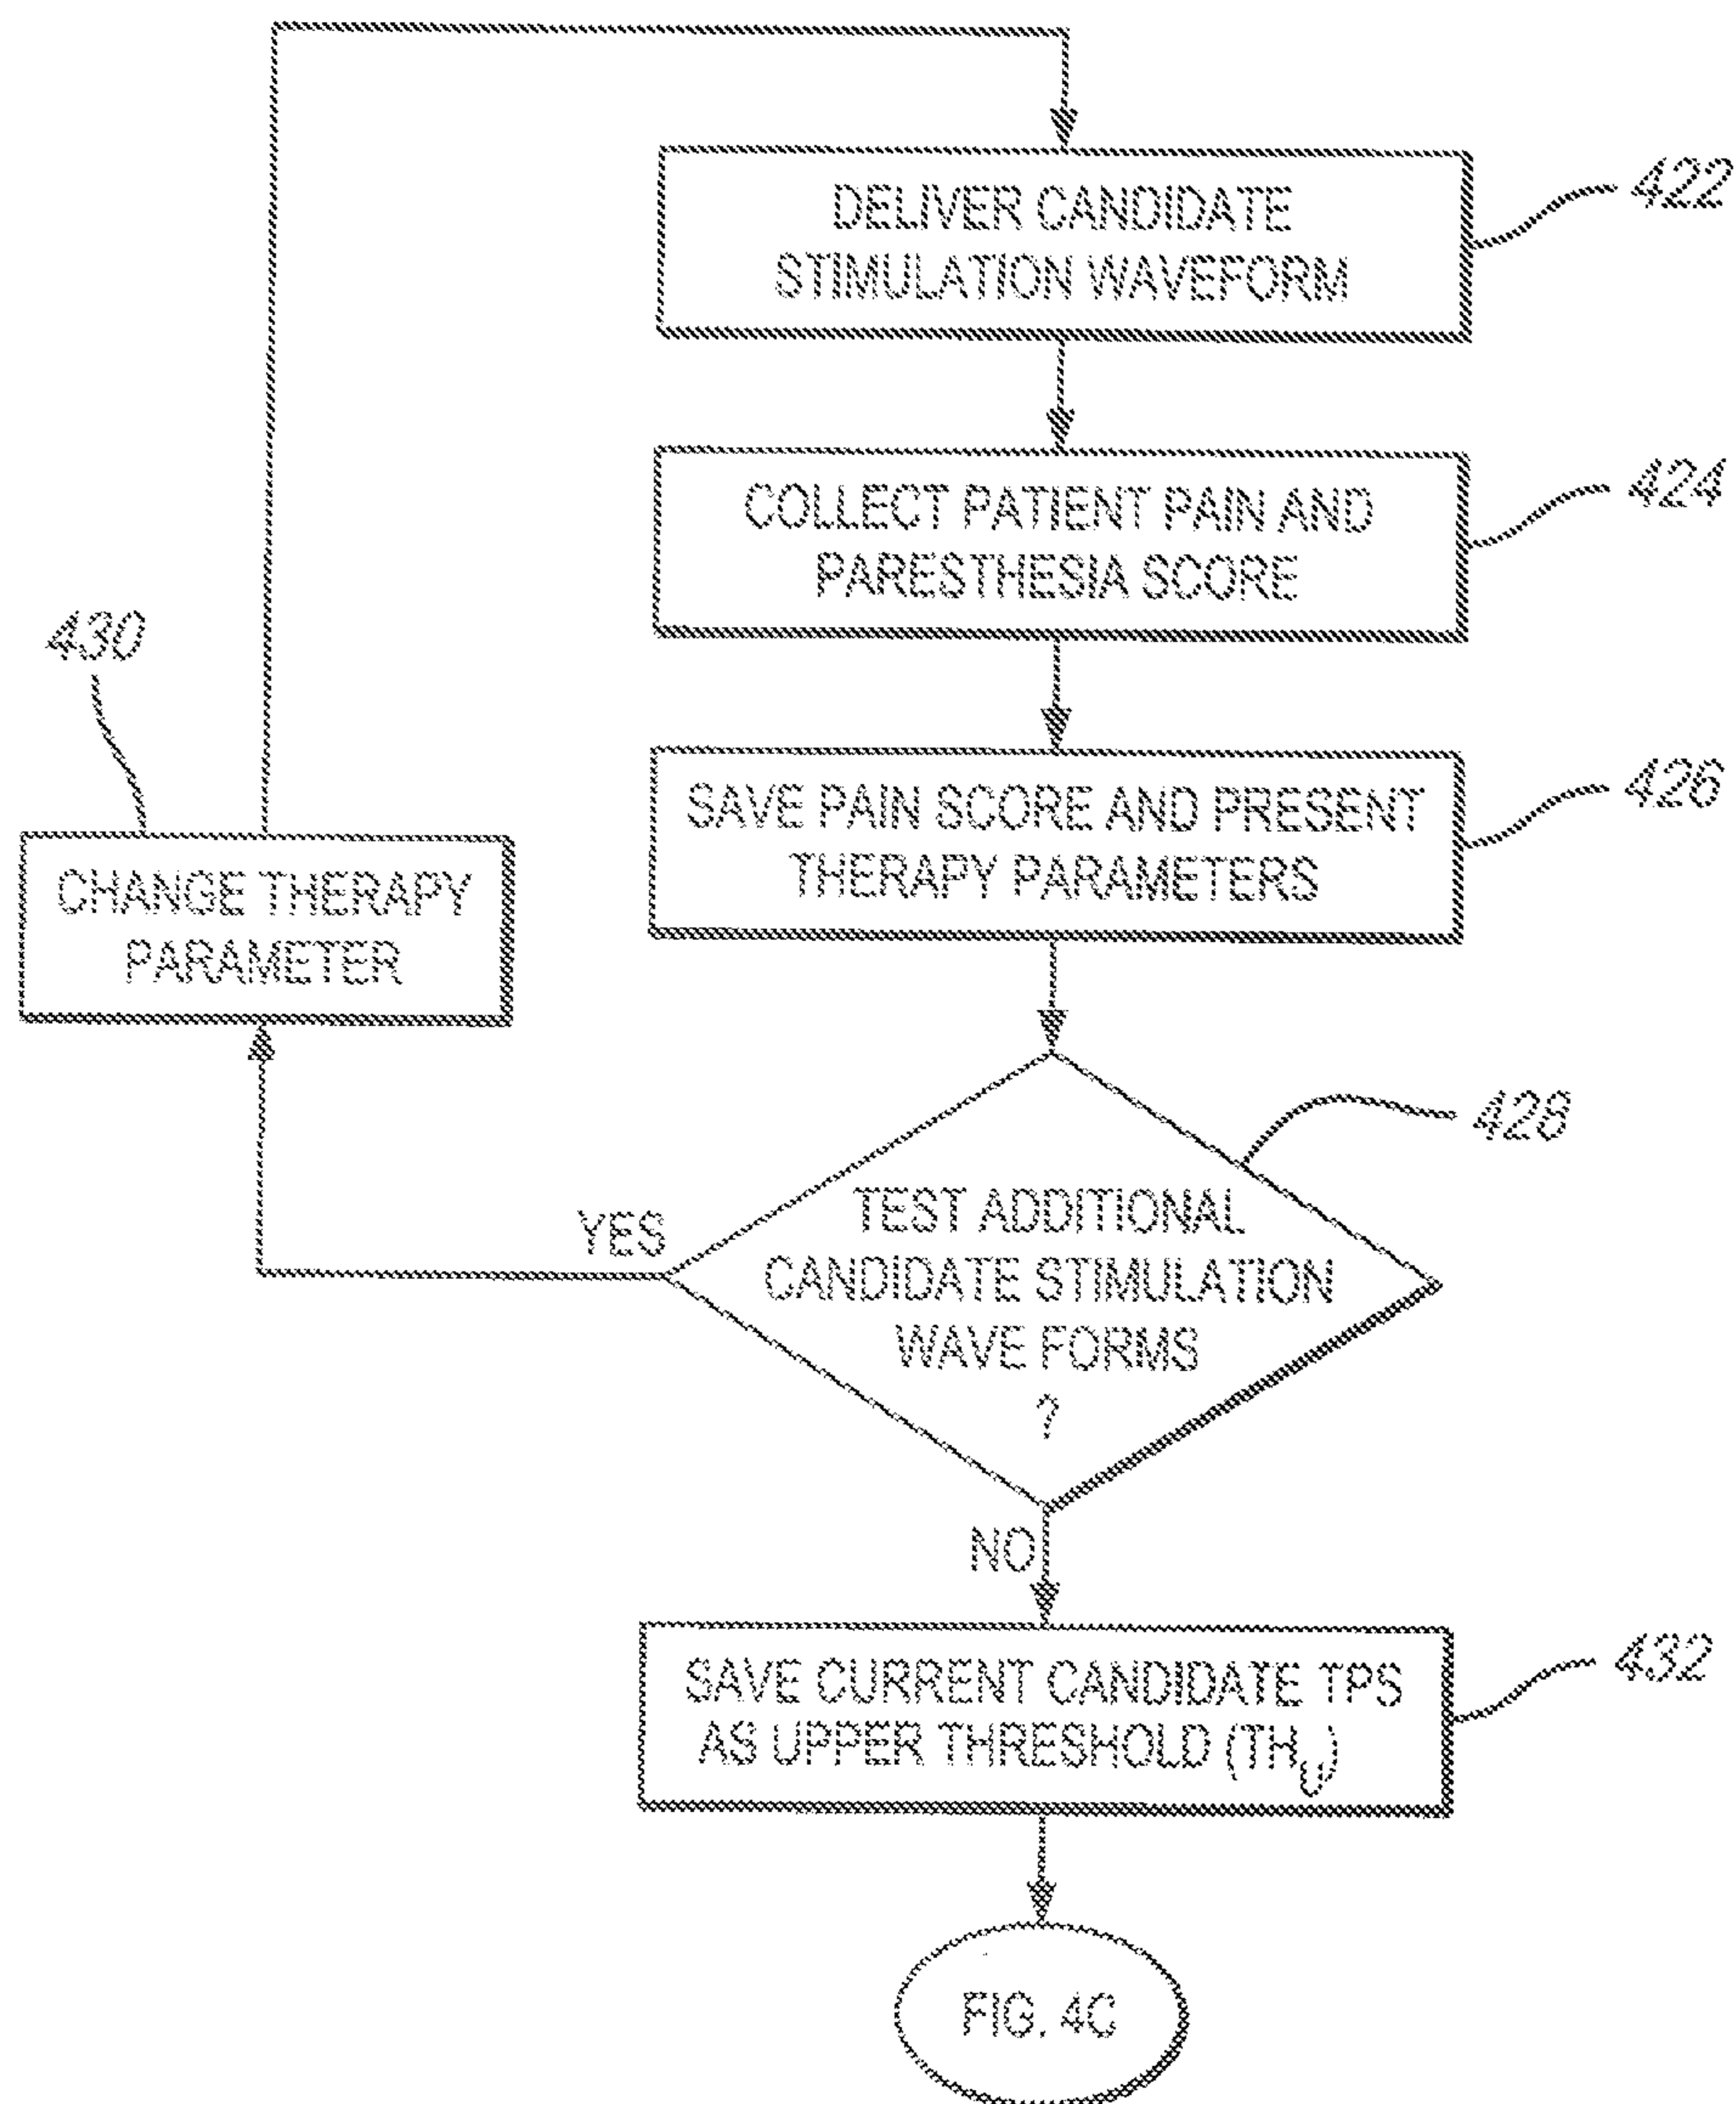 DELIVER CANDIDATE
STIMULATION WAVEFORM
422
COLLECT PATIENT PAIN AND
PARESTHESIA SCORE
424
430
SAVE PAIN SCORE AND PRESENT
THERAPY PARAMETERS
426
CHANGE THERAPY
PARAMETER
428
TEST ADDITIONAL
CANDIDATE STIMULATION
WAVE FORMS
?
YES
NO
SAVE CURRENT CANDIDATE TPS
AS UPPER THRESHOLD (THU)
432
FIG. 4C